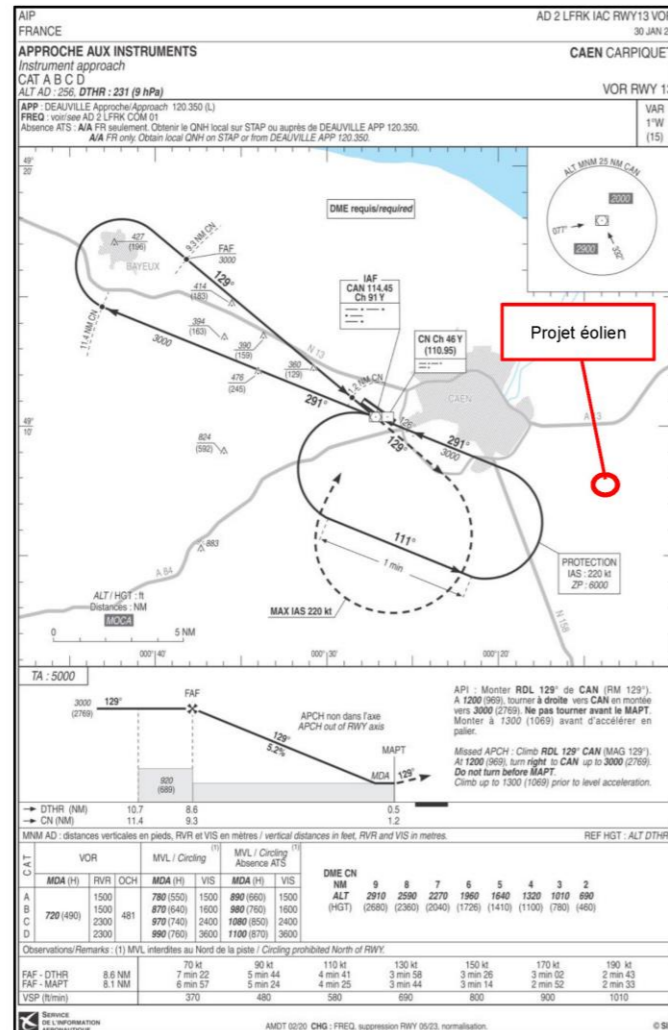 AIP
FRANCE
AD 2 LFRK IAC RWY13 VOR
30 JAN 2
APPROCHE AUX INSTRUMENTS
Instrument approach
CAT A B C D
ALT AD : 256, DTHR : 231 (9 hPa)
CAEN CARPIQUET
VOR RWY 13
APP : DEAUVILLE Approche/Approach 120.350 (L)
FREQ : voir/see AD 2 LFRK COM 01
Absence ATS : A/A FR seulement. Obtenir le QNH local sur STAP ou auprès de DEAUVILLE APP 120.350.
A/A FR only. Obtain local QNH on STAP or from DEAUVILLE APP 120.350.
VAR
1°W
(15)
49°
20'
DME requis/required
ALT MNM 25 NM CAN
2000
077°
332°
2900
427
(196)
BAYEUX
9.3 NM CN
FAF
3000
129°
414
(183)
11.4 NM CN
3000
394
(163)
390
(159)
N 13
360
(129)
476
(245)
291°
IAF
CAN 114.45
Ch 91 Y
CN Ch 46 Y
(110.95)
1.2 NM CN
126°
129°
CAEN
A 13
Projet éolien
49°
10'
291°
3000
824
(592)
883
A 84
111°
1 min
MAX IAS 220 kt
PROTECTION
IAS : 220 kt
ZP : 6000
N 158
ALT / HGT : ft
Distances : NM
MOCA
0 5 NM
000°40' 000°30' 000°20'
TA : 5000
3000
(2769)
129°
FAF
APCH non dans l'axe
APCH out of RWY axis
129°
5.2%
MAPT
MDA
129°
920
(689)
DTHR (NM) 10.7 8.6 0.5
CN (NM) 11.4 9.3 1.2
API : Monter RDL 129° de CAN (RM 129°).
A 1200 (969), tourner à droite vers CAN en montée
vers 3000 (2769). Ne pas tourner avant le MAPT.
Monter à 1300 (1069) avant d'accélérer en
palier.
Missed APCH : Climb RDL 129° CAN (MAG 129°).
At 1200 (969), turn right to CAN up to 3000 (2769).
Do not turn before MAPT.
Climb up to 1300 (1069) prior to level acceleration.
MNM AD : distances verticales en pieds, RVR et VIS en mètres / vertical distances in feet, RVR and VIS in metres.
REF HGT : ALT DTHR
CAT VOR MVL / Circling (1) MVL / Circling (1) Absence ATS
MDA (H) RVR OCH MDA (H) VIS MDA (H) VIS
A 720 (490) 1500 481 780 (550) 1500 890 (660) 1500
B 1500 870 (640) 1600 980 (760) 1600
C 2300 970 (740) 2400 1080 (850) 2400
D 2300 990 (760) 3600 1100 (870) 3600
DME CN
NM 9 8 7 6 5 4 3 2
ALT 2910 2590 2270 1960 1640 1320 1010 690
(HGT) (2680) (2360) (2040) (1726) (1410) (1100) (780) (460)
Observations/Remarks : (1) MVL interdites au Nord de la piste / Circling prohibited North of RWY.
70 kt 90 kt 110 kt 130 kt 150 kt 170 kt 190 kt
FAF - DTHR 8.6 NM 7 min 22 5 min 44 4 min 41 3 min 58 3 min 26 3 min 02 2 min 43
FAF - MAPT 8.1 NM 6 min 57 5 min 24 4 min 25 3 min 44 3 min 14 2 min 52 2 min 33
VSP (ft/min) 370 480 580 690 800 900 1010
SERVICE
DE L'INFORMATION
AERONAUTIQUE
AMDT 02/20 CHG : FREQ, suppression RWY 05/23, normalisation.